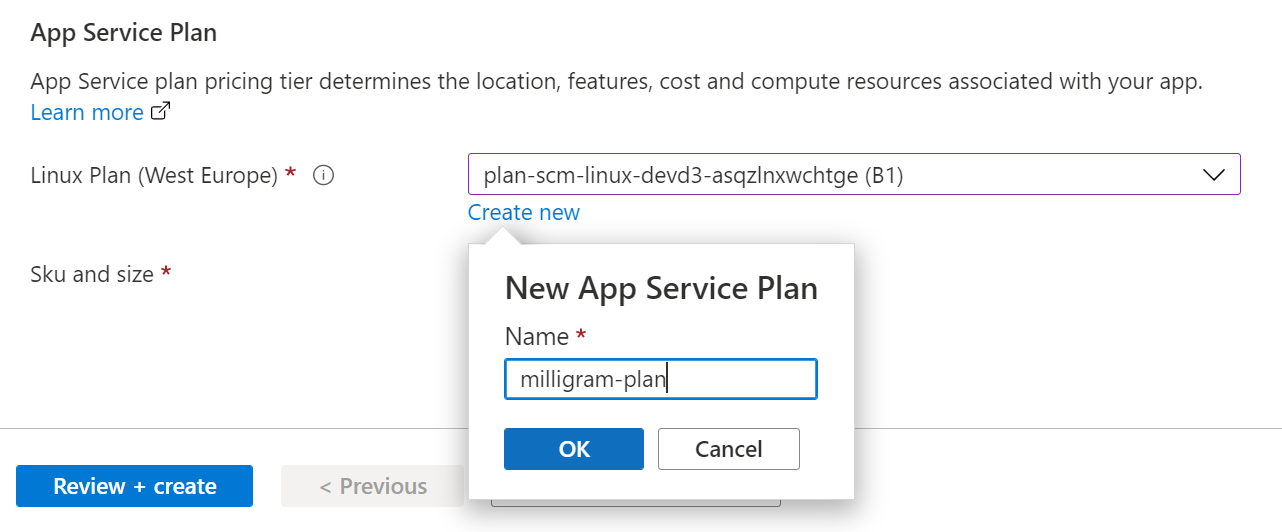 App Service Plan
App Service plan pricing tier determines the location, features, cost and compute resources associated with your app.
Learn more
Linux Plan (West Europe) *
plan-scm-linux-devd3-asqzlnxwchtge (B1)
Create new
Sku and size *
New App Service Plan
Name *
milligram-plan
OK
Cancel
Review + create
< Previous